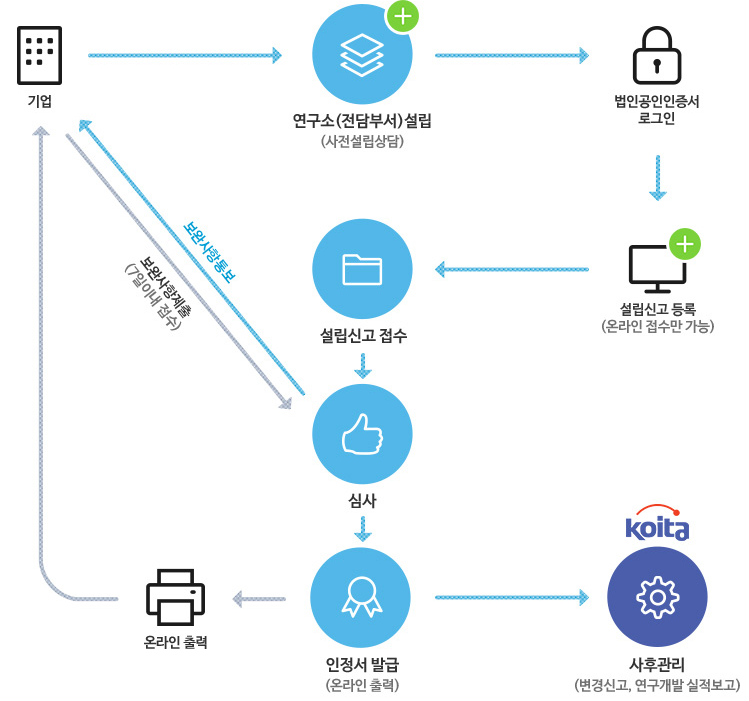 기업
연구소(전담부서)설립
(사전설립상담)
법인공인인증서
로그인
보완사항통보
보완사항제출
(7일이내 접수)
설립신고 접수
설립신고 등록
(온라인 접수만 가능)
심사
koita
온라인 출력
인정서 발급
(온라인 출력)
사후관리
(변경신고, 연구개발 실적보고)